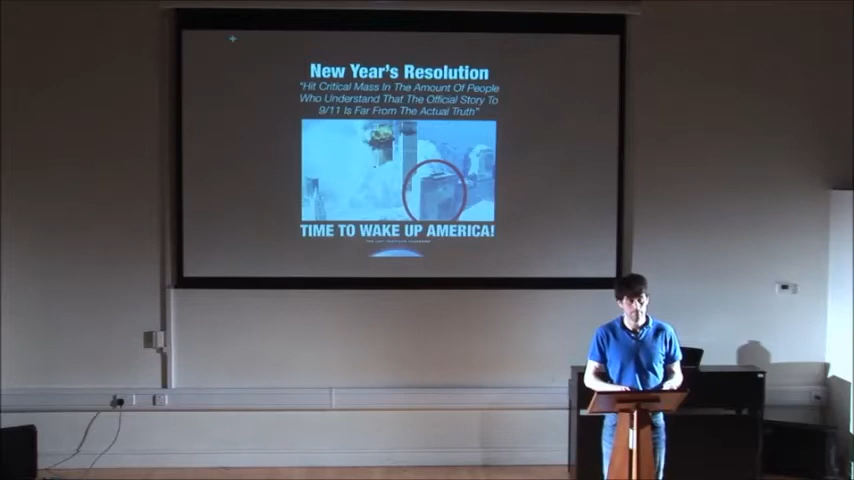 New Year's Resolution
"Hit Critical Mass In The Amount Of People
Who Understand That The Official Story To
9/11 Is Far From The Actual Truth"
TIME TO WAKE UP AMERICA!